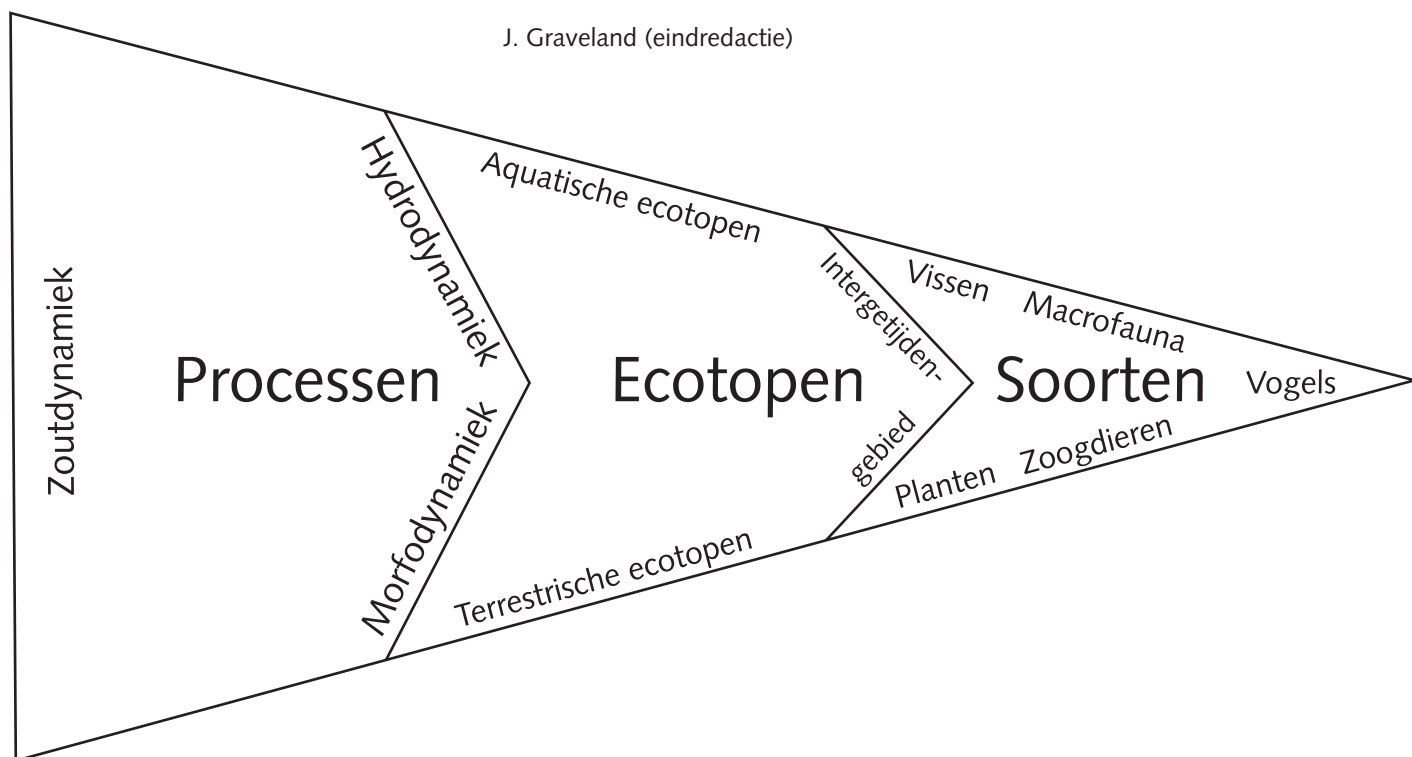 J. Graveland (eindredactie)
Zoutdynamiek
Processen
Hydrodynamiek
Morfodynamiek
Aquatische ecotopen
Ecotopen
Terrestrische ecotopen
Intergetijden-
gebied
Vissen
Macrofauna
Soorten
Vogels
Planten
Zoogdieren